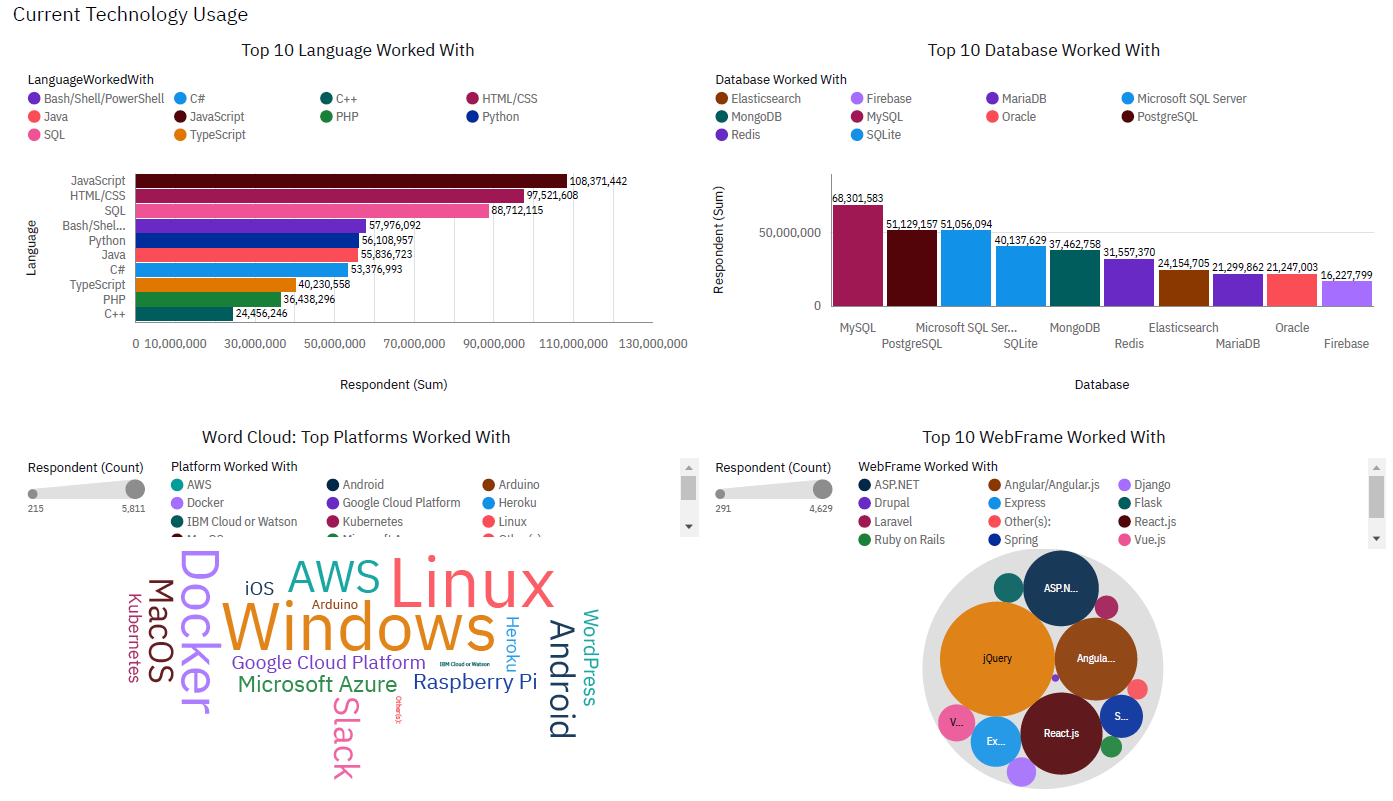 Current Technology Usage
Top 10 Language Worked With
LanguageWorkedWith
Bash/Shell/PowerShell C# C++ HTML/CSS
Java JavaScript PHP Python
SQL TypeScript
Language
JavaScript 108,371,442
HTML/CSS 97,521,608
SQL 88,712,115
Bash/Shel... 57,976,092
Python 56,108,957
Java 55,836,723
C# 53,376,993
TypeScript 40,230,558
PHP 36,438,296
C++ 24,456,246
0 10,000,000 30,000,000 50,000,000 70,000,000 90,000,000 110,000,000 130,000,000
Respondent (Sum)
Top 10 Database Worked With
Database Worked With
Elasticsearch Firebase MariaDB Microsoft SQL Server
MongoDB MySQL Oracle PostgreSQL
Redis SQLite
Respondent (Sum)
50,000,000
0
68,301,583
51,129,157 51,056,094
40,137,629 37,462,758
31,557,370
24,154,705 21,299,862 21,247,003
16,227,799
MySQL Microsoft SQL Ser... MongoDB Elasticsearch Oracle
PostgreSQL SQLite Redis MariaDB Firebase
Database
Word Cloud: Top Platforms Worked With
Respondent (Count)
215 5,811
Platform Worked With
AWS Android Arduino
Docker Google Cloud Platform Heroku
IBM Cloud or Watson Kubernetes Linux
Docker
MacOS
Kubernetes
iOS
AWS
Linux
Arduino
Windows
Heroku
Android
WordPress
Google Cloud Platform
IBM Cloud or Watson
Microsoft Azure
Raspberry Pi
Slack
Other(s):
Top 10 WebFrame Worked With
Respondent (Count)
291 4,629
WebFrame Worked With
ASP.NET Angular/Angular.js Django
Drupal Express Flask
Laravel Other(s): React.js
Ruby on Rails Spring Vue.js
ASP.N...
jQuery
Angula...
V...
Ex...
React.js
S...